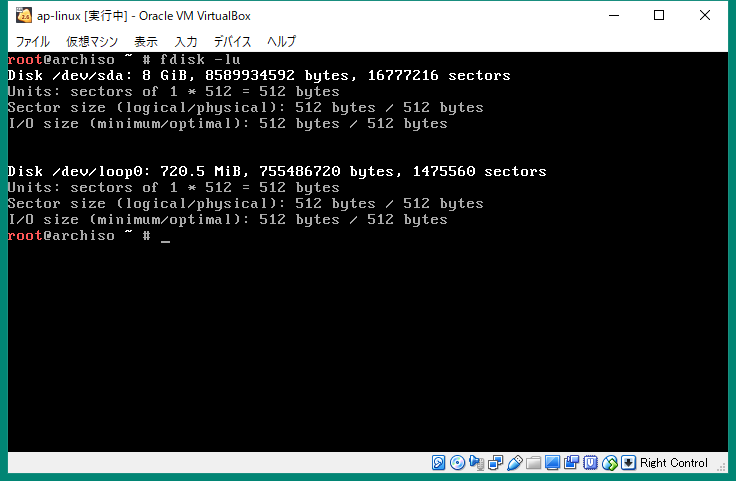 ap-linux [実行中] - Oracle VM VirtualBox
ファイル 仮想マシン 表示 入力 デバイス ヘルプ
root@archiso ~ # fdisk -lu
Disk /dev/sda: 8 GiB, 8589934592 bytes, 16777216 sectors
Units: sectors of 1 * 512 = 512 bytes
Sector size (logical/physical): 512 bytes / 512 bytes
I/O size (minimum/optimal): 512 bytes / 512 bytes
Disk /dev/loop0: 720.5 MiB, 755486720 bytes, 1475560 sectors
Units: sectors of 1 * 512 = 512 bytes
Sector size (logical/physical): 512 bytes / 512 bytes
I/O size (minimum/optimal): 512 bytes / 512 bytes
root@archiso ~ # _
Right Control